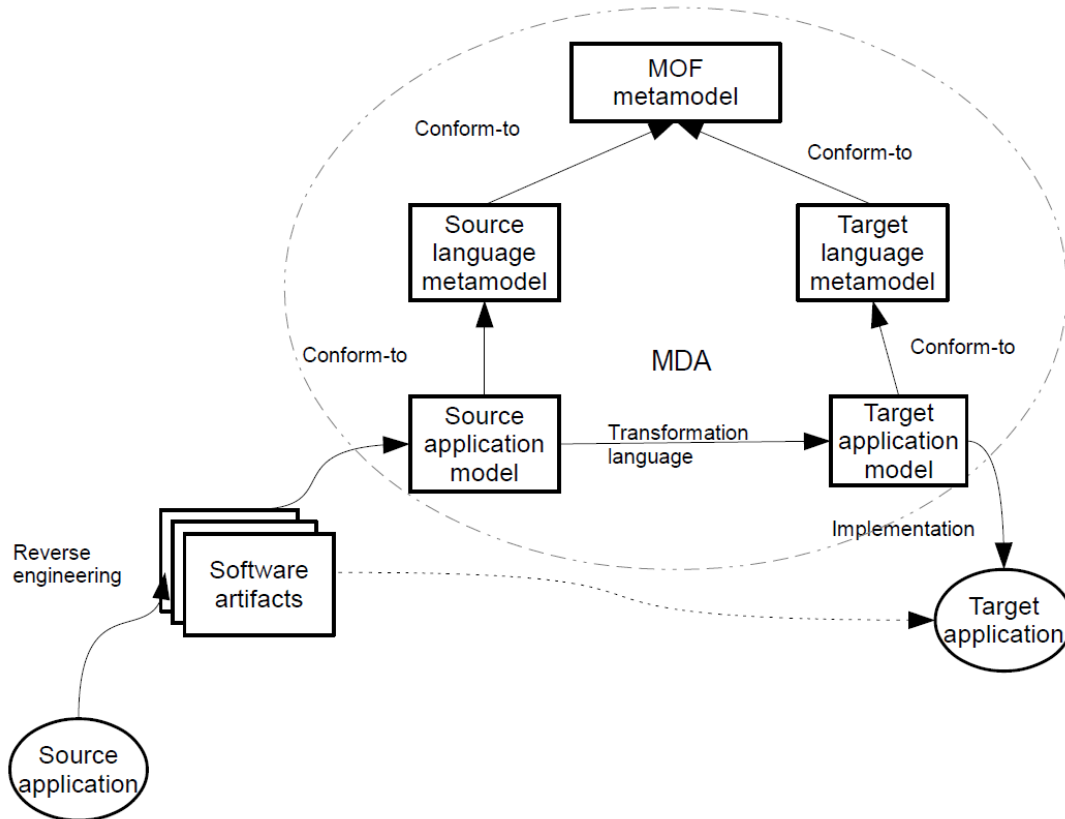 MOF
metamodel
Conform-to
Conform-to
Source
language
metamodel
Target
language
metamodel
Conform-to
MDA
Conform-to
Source
application
model
Transformation
language
Target
application
model
Implementation
Reverse
engineering
Software
artifacts
Target
application
Source
application